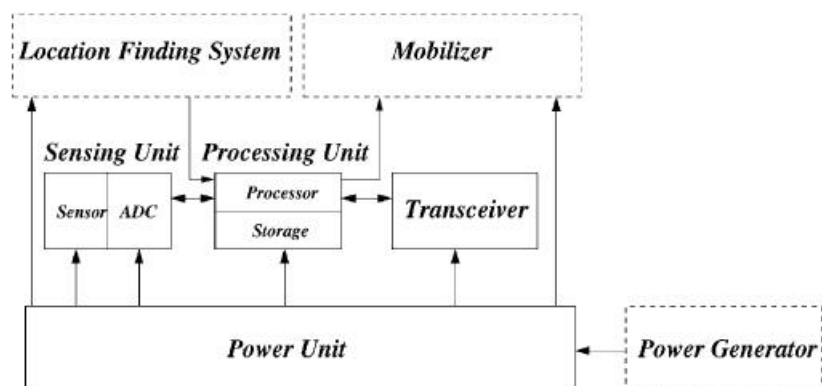 Location Finding System
Mobilizer
Sensing Unit
Processing Unit
Sensor
ADC
Processor
Storage
Transceiver
Power Unit
Power Generator